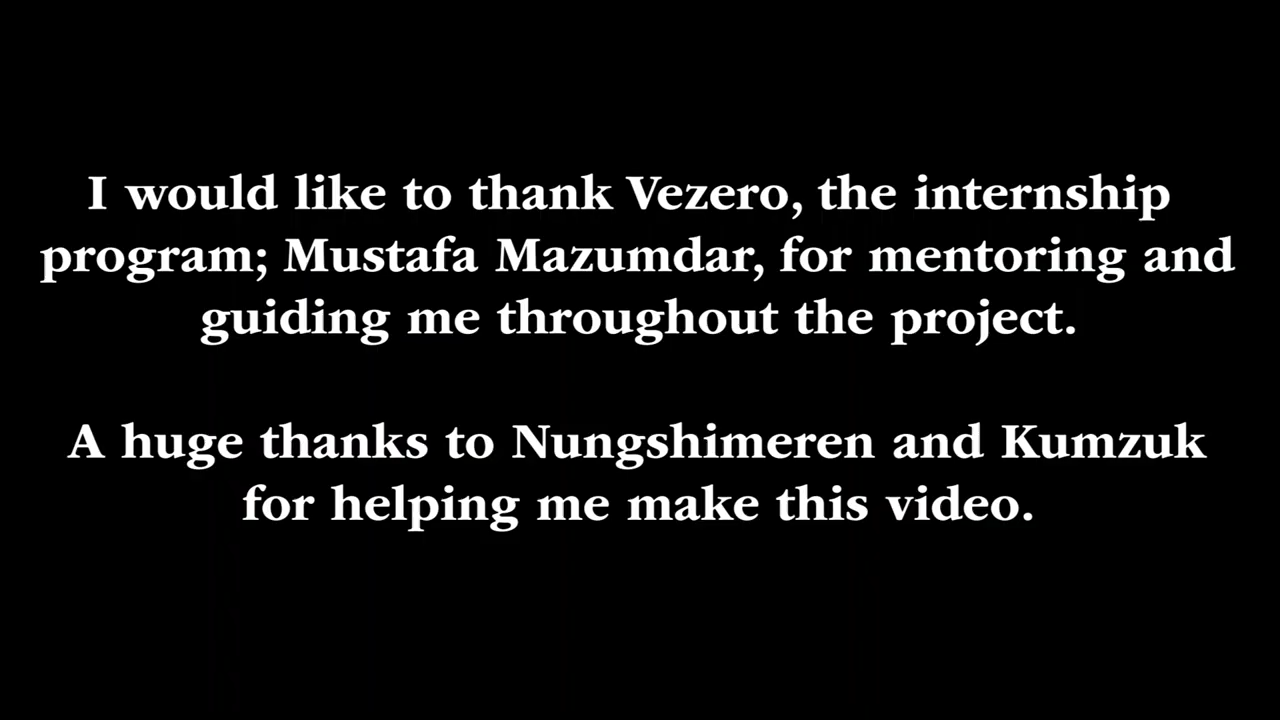 I would like to thank Vezero, the internship
program; Mustafa Mazumdar, for mentoring and
guiding me throughout the project.
A huge thanks to Nungshimeren and Kumzuk
for helping me make this video.